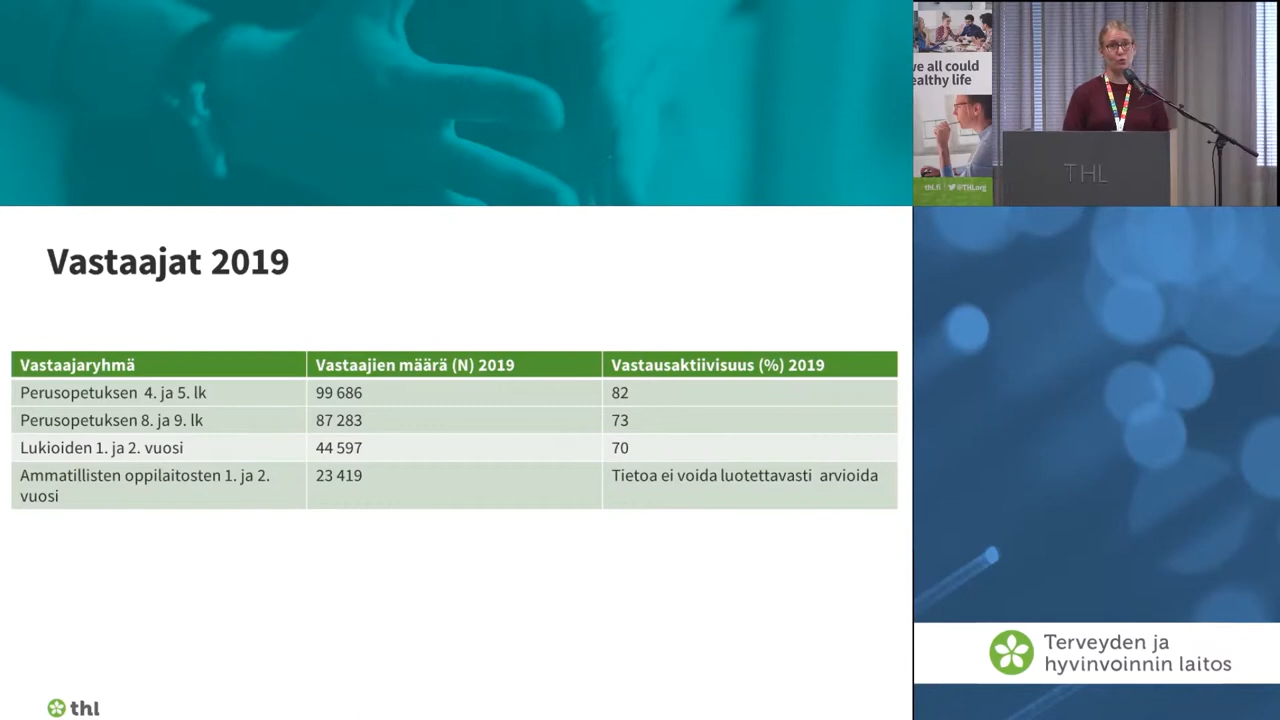 Vastaajat 2019
Vastaajaryhmä Vastaajien määrä (N) 2019 Vastausaktiivisuus (%) 2019
Perusopetuksen 4. ja 5. lk 99 686 82
Perusopetuksen 8. ja 9. lk 87 283 73
Lukioiden 1. ja 2. vuosi 44 597 70
Ammatillisten oppilaitosten 1. ja 2. 23 419 Tietoa ei voida luotettavasti arvioida
vuosi
thl
we all could
ealthy life
thl.fi @THLorg
THL
Terveyden ja
hyvinvoinnin laitos